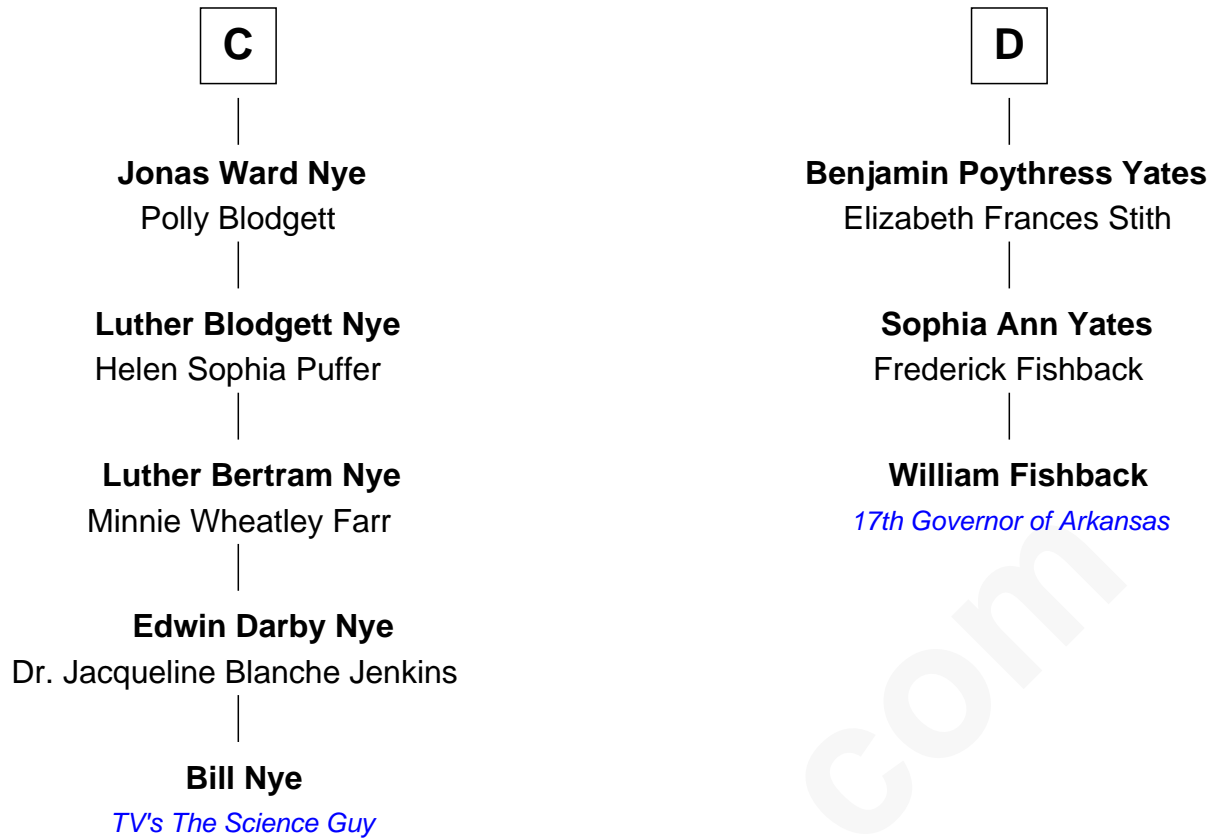 C
Jonas Ward Nye
Polly Blodgett
Luther Blodgett Nye
Helen Sophia Puffer
Luther Bertram Nye
Minnie Wheatley Farr
Edwin Darby Nye
Dr. Jacqueline Blanche Jenkins
Bill Nye
TV's The Science Guy
D
Benjamin Poythress Yates
Elizabeth Frances Stith
Sophia Ann Yates
Frederick Fishback
William Fishback
17th Governor of Arkansas
com